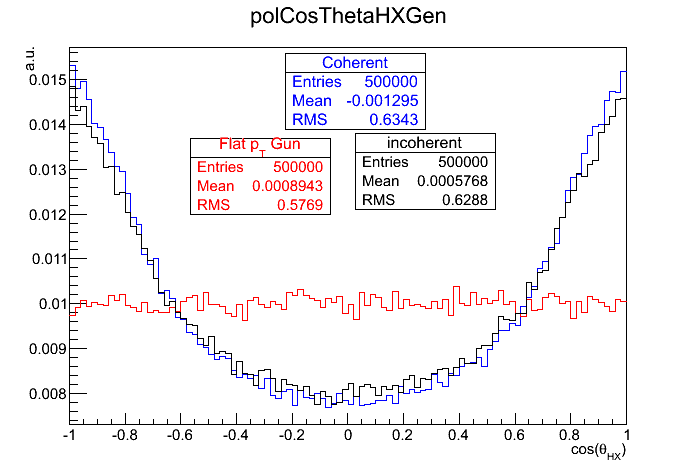 polCosThetaHXGen
a.u.
Coherent
Entries 500000
Mean -0.001295
RMS 0.6343
Flat pT Gun
Entries 500000
Mean 0.0008943
RMS 0.5769
incoherent
Entries 500000
Mean 0.0005768
RMS 0.6288
0.015
0.014
0.013
0.012
0.011
0.01
0.009
0.008
-1 -0.8 -0.6 -0.4 -0.2 0 0.2 0.4 0.6 0.8 1
cos(θHX)